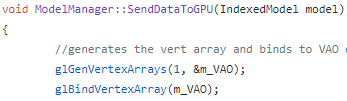 void ModelManager::SendDataToGPU(IndexedModel model)
{
//generates the vert array and binds to VAO
glGenVertexArrays(1, &m_VAO);
glBindVertexArray(m_VAO);